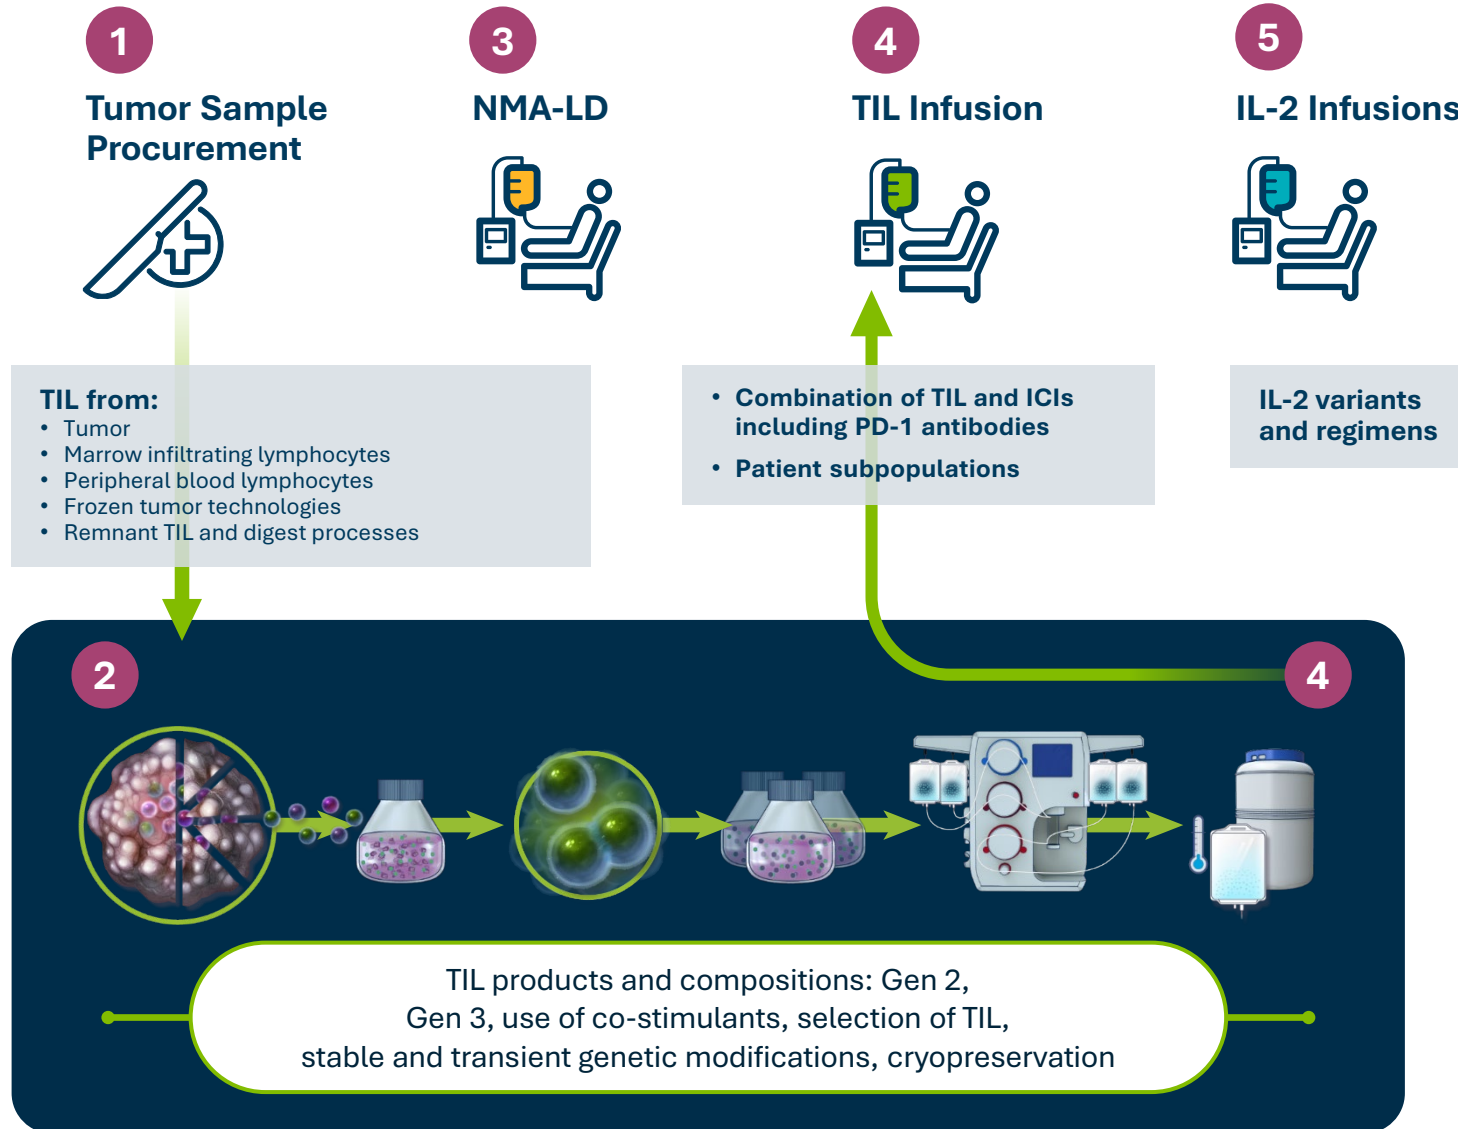 1
Tumor Sample
Procurement
3
NMA-LD
4
TIL Infusion
5
IL-2 Infusions
TIL from:
• Tumor
• Marrow infiltrating lymphocytes
• Peripheral blood lymphocytes
• Frozen tumor technologies
• Remnant TIL and digest processes
• Combination of TIL and ICIs
including PD-1 antibodies
• Patient subpopulations
IL-2 variants
and regimens
2
4
TIL products and compositions: Gen 2,
Gen 3, use of co-stimulants, selection of TIL,
stable and transient genetic modifications, cryopreservation